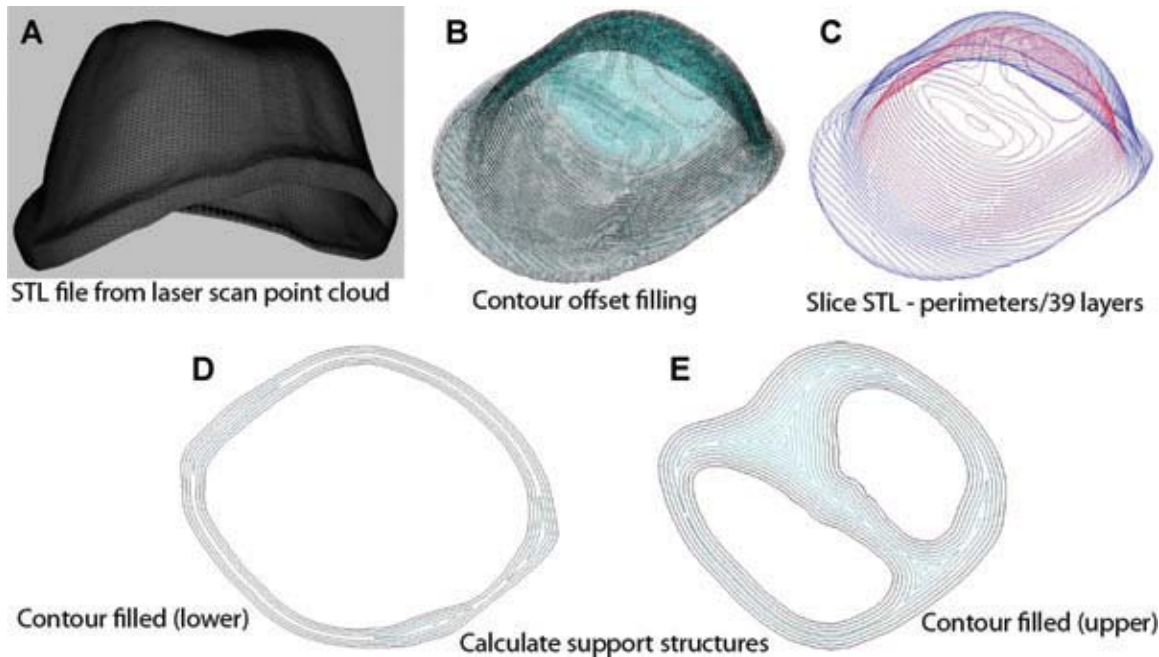 A
B
C
STL file from laser scan point cloud
Contour offset filling
Slice STL - perimeters/39 layers
D
E
Contour filled (lower)
Calculate support structures
Contour filled (upper)